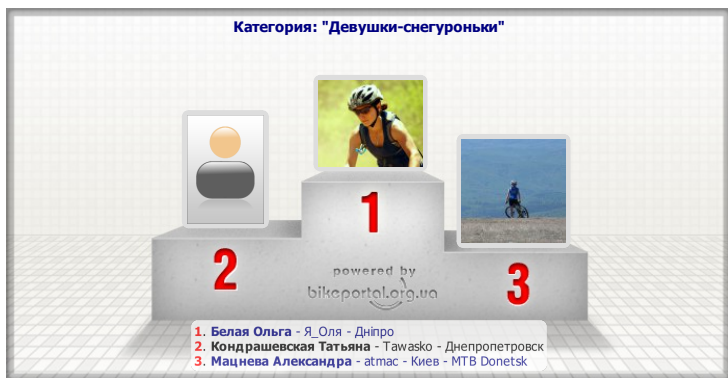 Категория: "Девушки-снегуроньки"
1
2
3
powered by
bikeportal.org.ua
1. Белая Ольга - Я_Оля - Дніпро
2. Кондрашевская Татьяна - Tawasko - Днепропетровск
3. Мацнева Александра - atmac - Киев - MTB Donetsk